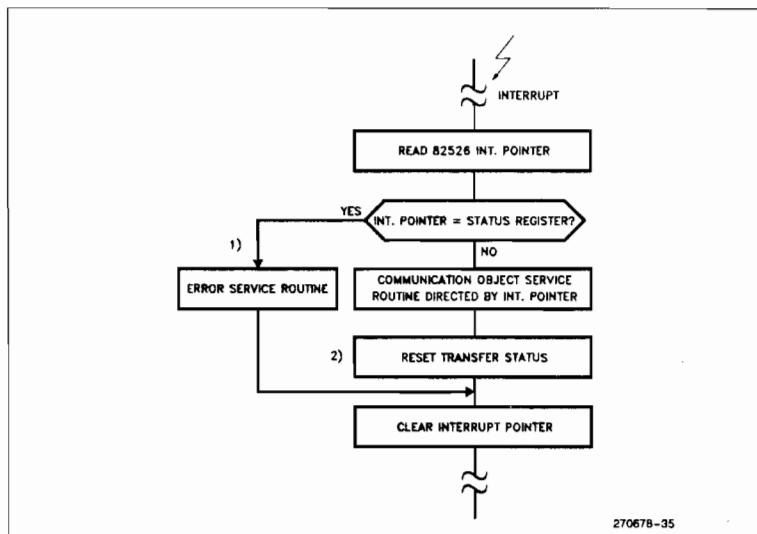 INTERRUPT
READ 82526 INT. POINTER
YES
INT. POINTER = STATUS REGISTER?
1)
NO
ERROR SERVICE ROUTINE
COMMUNICATION OBJECT SERVICE
ROUTINE DIRECTED BY INT. POINTER
2)
RESET TRANSFER STATUS
CLEAR INTERRUPT POINTER
270678-35